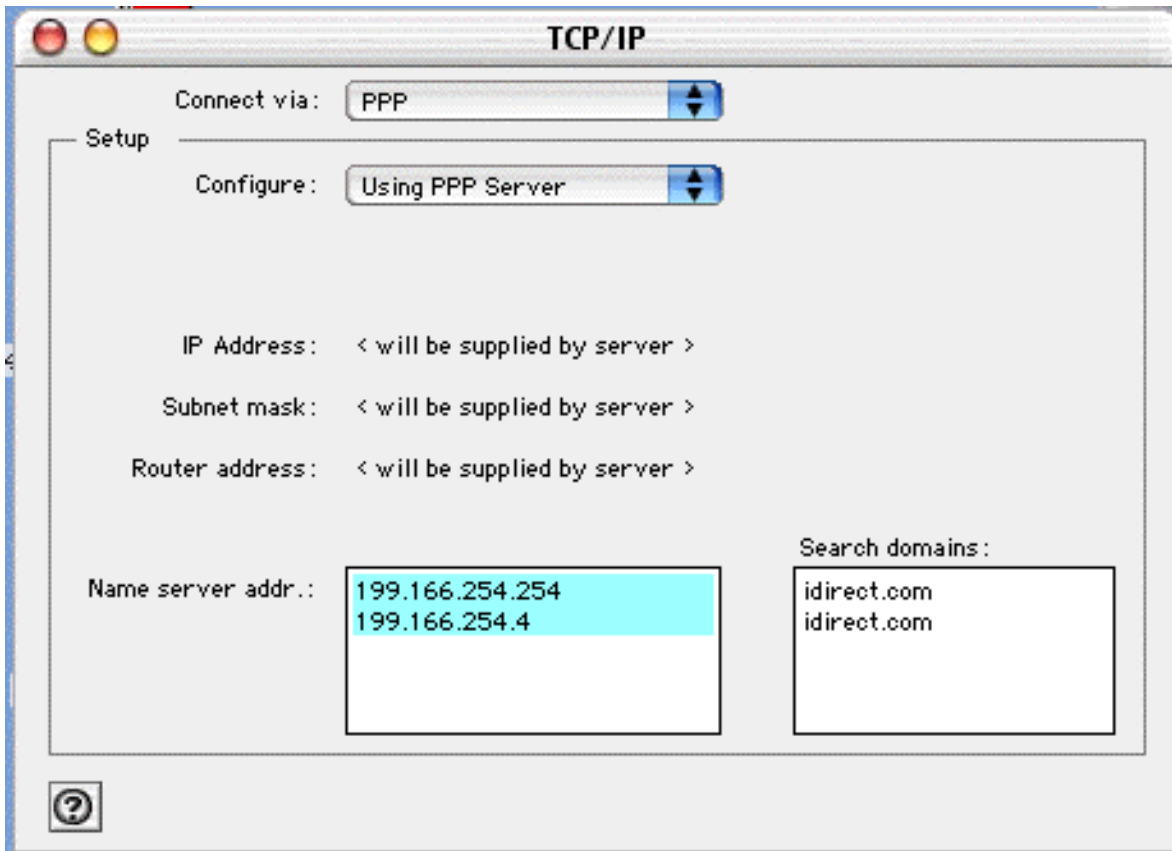 TCP/IP
Connect via: PPP
Setup
Configure: Using PPP Server
IP Address: < will be supplied by server >
Subnet mask: < will be supplied by server >
Router address: < will be supplied by server >
Search domains:
Name server addr.: 199.166.254.254 idirect.com
199.166.254.4 idirect.com
?